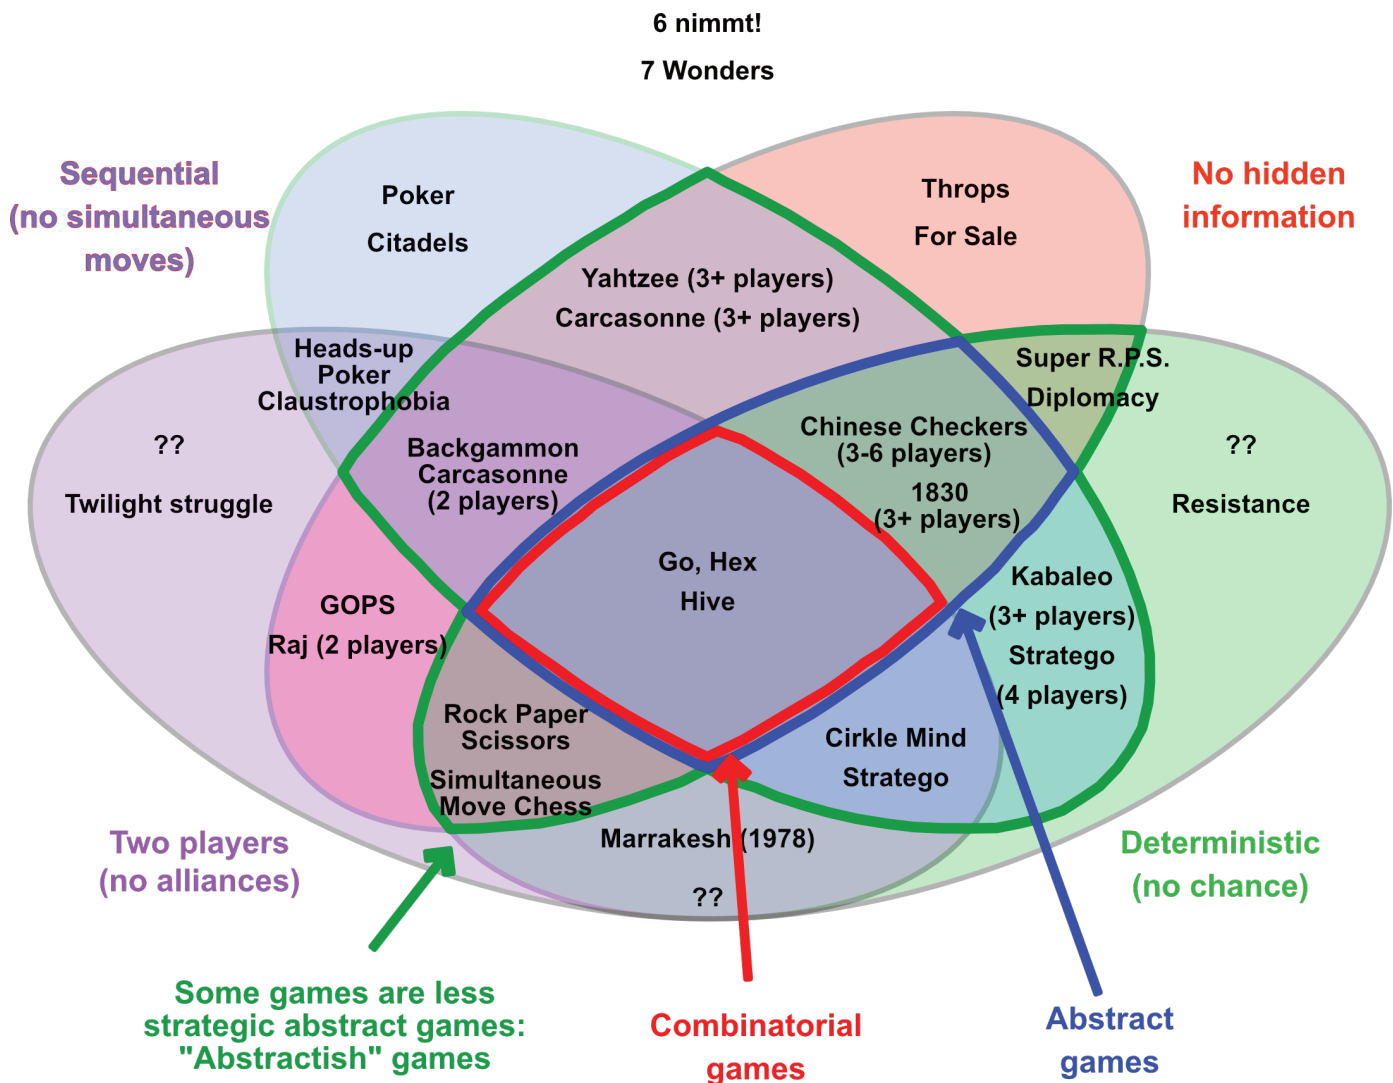 6 nimmt!
7 Wonders
Sequential
(no simultaneous
moves)
Poker
Citadels
Throps
For Sale
No hidden
information
Yahtzee (3+ players)
Carcasonne (3+ players)
Heads-up
Poker
Claustrophobia
Super R.P.S.
Diplomacy
??
Twilight struggle
Backgammon
Carcasonne
(2 players)
Chinese Checkers
(3-6 players)
1830
(3+ players)
??
Resistance
Go, Hex
Hive
GOPS
Raj (2 players)
Kabaleo
(3+ players)
Stratego
(4 players)
Rock Paper
Scissors
Simultaneous
Move Chess
Cirkle Mind
Stratego
Marrakesh (1978)
??
Two players
(no alliances)
Deterministic
(no chance)
Some games are less
strategic abstract games:
"Abstractish" games
Combinatorial
games
Abstract
games